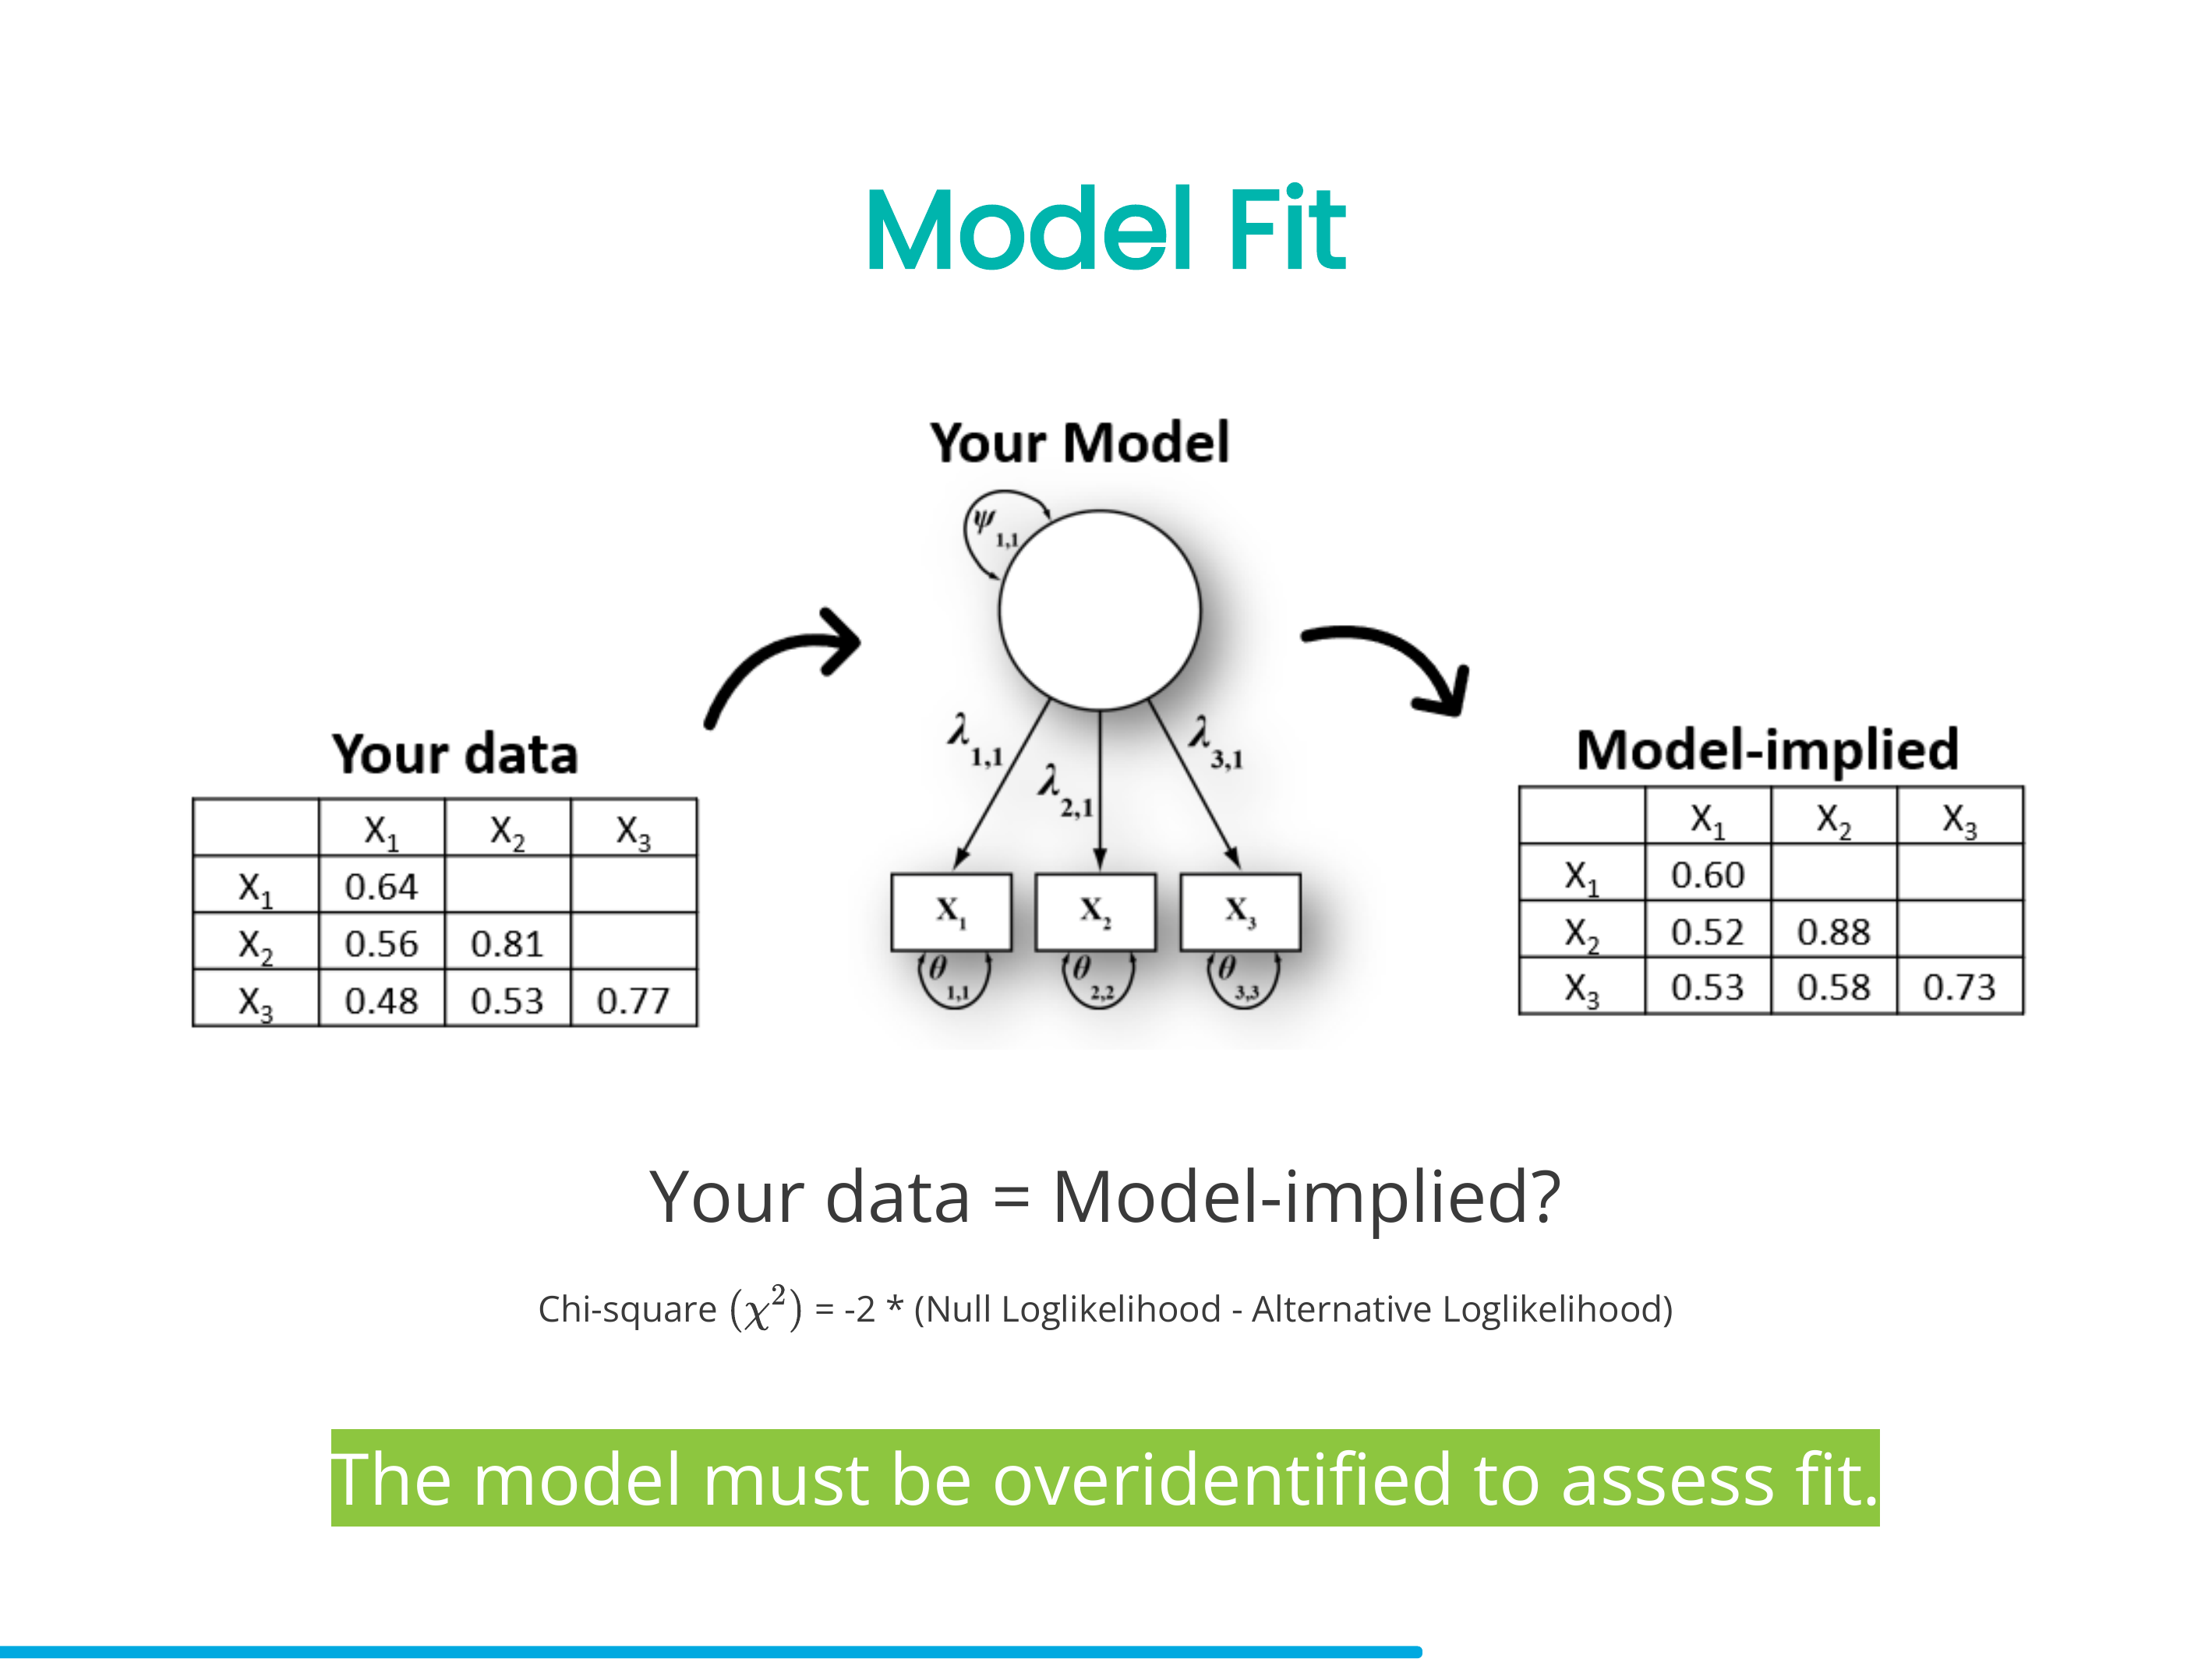 Model Fit
Your Model
ψ1,1
λ1,1
λ2,1
λ3,1
X1 X2 X3
θ1,1 θ2,2 θ3,3
Your data
X1 X2 X3
X1 0.64
X2 0.56 0.81
X3 0.48 0.53 0.77
Model-implied
X1 X2 X3
X1 0.60
X2 0.52 0.88
X3 0.53 0.58 0.73
Your data = Model-implied?
Chi-square (χ²) = -2 * (Null Loglikelihood - Alternative Loglikelihood)
The model must be overidentified to assess fit.